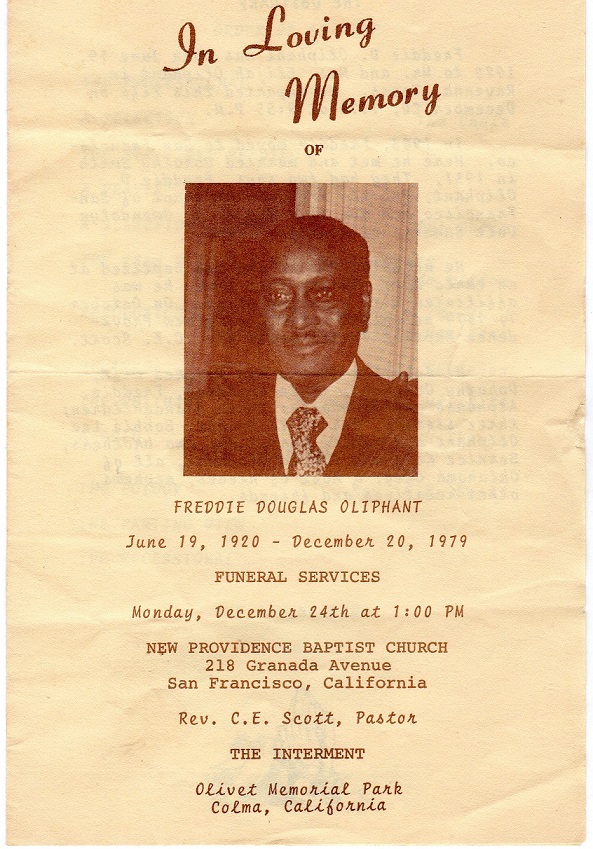 In Loving
Memory
OF
FREDDIE DOUGLAS OLIPHANT
June 19, 1920 - December 20, 1979
FUNERAL SERVICES
Monday, December 24th at 1:00 PM
NEW PROVIDENCE BAPTIST CHURCH
218 Granada Avenue
San Francisco, California
Rev. C.E. Scott, Pastor
THE INTERMENT
Olivet Memorial Park
Colma, California